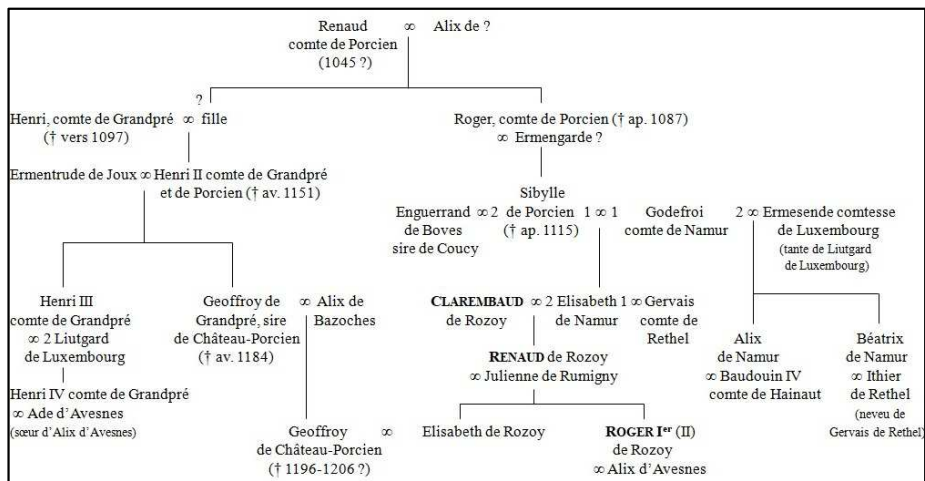 Renaud ∞ Alix de ?
comte de Porcien
(1045 ?)
?
Henri, comte de Grandpré ∞ fille
(† vers 1097)
Roger, comte de Porcien († ap. 1087)
∞ Ermengarde ?
Ermentrude de Joux ∞ Henri II comte de Grandpré
et de Porcien († av. 1151)
Sibylle
Enguerrand ∞ 2 de Porcien 1 ∞ 1 Godefroi 2 ∞ Ermesende comtesse
de Boves († ap. 1115) comte de Namur de Luxembourg
sire de Coucy (tante de Liutgard
de Luxembourg)
Henri III
comte de Grandpré
∞ 2 Liutgard
de Luxembourg
Geoffroy de ∞ Alix de
Grandpré, sire Bazoches
de Château-Porcien
(† av. 1184)
CLAREMBAUD ∞ 2 Elisabeth 1 ∞ Gervais
de Rozoy de Namur comte de
Rethel
Alix
de Namur
∞ Baudouin IV
comte de Hainaut
Béatrix
de Namur
∞ Ithier
de Rethel
(neveu de
Gervais de Rethel)
RENAUD de Rozoy
∞ Julienne de Rumigny
Henri IV comte de Grandpré
∞ Ade d'Avesnes
(sœur d'Alix d'Avesnes)
Geoffroy ∞
de Château-Porcien
(† 1196-1206 ?)
Elisabeth de Rozoy
ROGER Ier (II)
de Rozoy
∞ Alix d'Avesnes